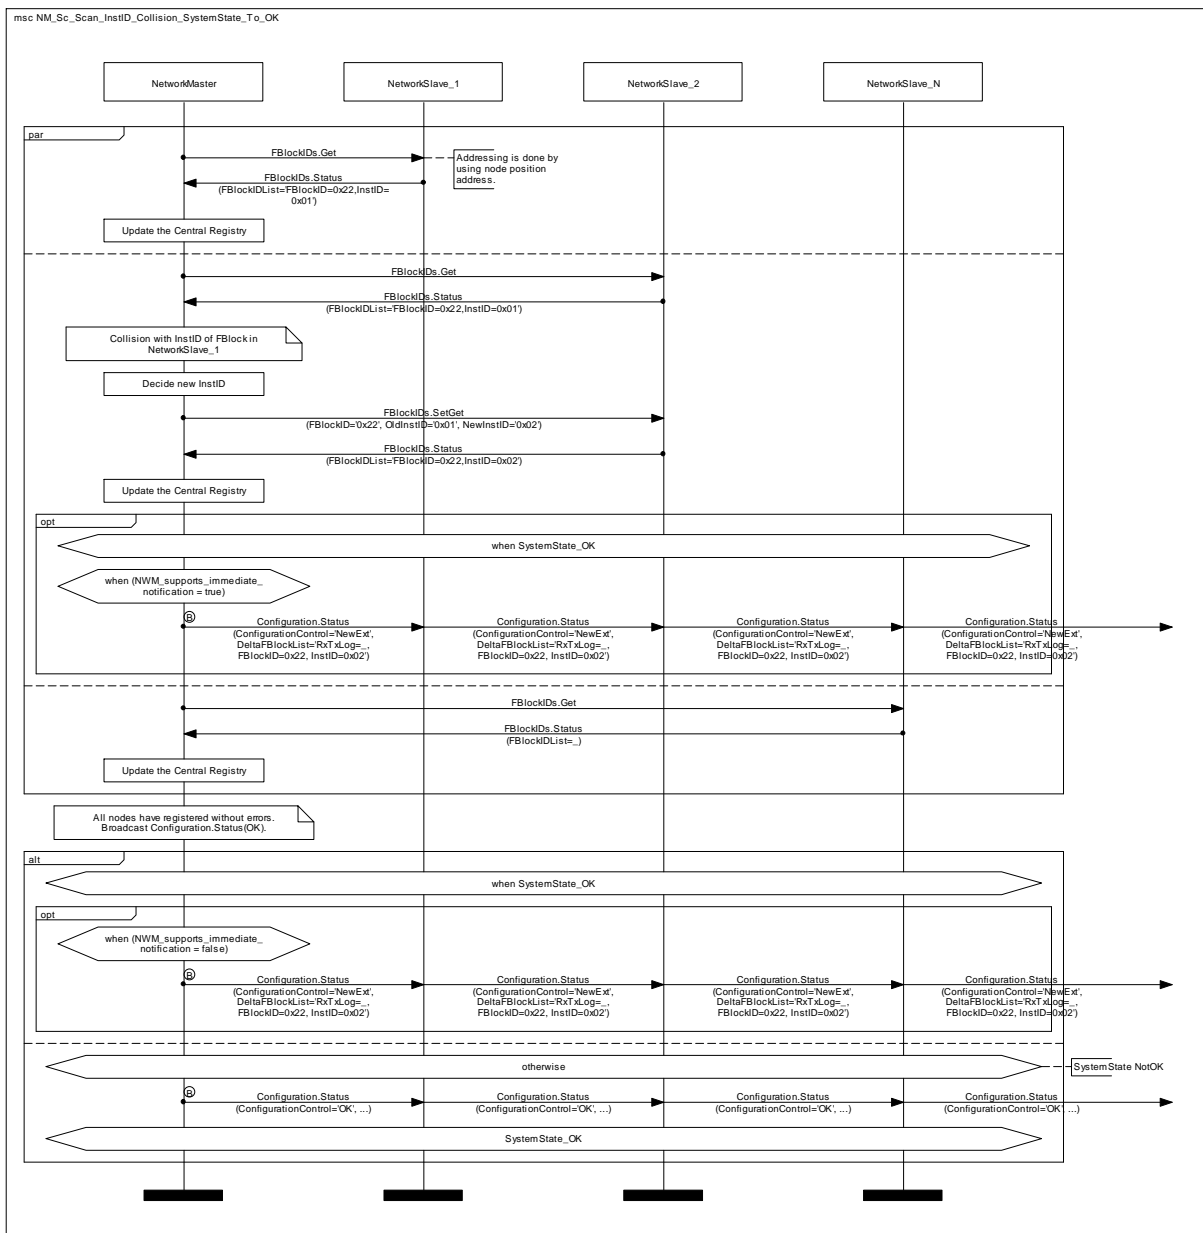 msc NM_Sc_Scan_InstID_Collision_SystemState_To_OK
NetworkMaster
NetworkSlave_1
NetworkSlave_2
NetworkSlave_N
par
FBlockIDs.Get
Addressing is done by
using node position
address.
FBlockIDs.Status
(FBlockIDList='FBlockID=0x22,InstID=
0x01')
Update the Central Registry
FBlockIDs.Get
FBlockIDs.Status
(FBlockIDList='FBlockID=0x22,InstID=0x01')
Collision with InstID of FBlock in
NetworkSlave_1
Decide new InstID
FBlockIDs.SetGet
(FBlockID='0x22', OldInstID='0x01', NewInstID='0x02')
FBlockIDs.Status
(FBlockIDList='FBlockID=0x22,InstID=0x02')
Update the Central Registry
opt
when SystemState_OK
when (NWM_supports_immediate_
notification = true)
B
Configuration.Status Configuration.Status Configuration.Status Configuration.Status
(ConfigurationControl='NewExt', (ConfigurationControl='NewExt', (ConfigurationControl='NewExt', (ConfigurationControl='NewExt',
DeltaFBlockList='RxTxLog=_, DeltaFBlockList='RxTxLog=_, DeltaFBlockList='RxTxLog=_, DeltaFBlockList='RxTxLog=_,
FBlockID=0x22, InstID=0x02') FBlockID=0x22, InstID=0x02') FBlockID=0x22, InstID=0x02') FBlockID=0x22, InstID=0x02')
FBlockIDs.Get
FBlockIDs.Status
(FBlockIDList=_)
Update the Central Registry
All nodes have registered without errors.
Broadcast Configuration.Status(OK).
alt
when SystemState_OK
opt
when (NWM_supports_immediate_
notification = false)
B
Configuration.Status Configuration.Status Configuration.Status Configuration.Status
(ConfigurationControl='NewExt', (ConfigurationControl='NewExt', (ConfigurationControl='NewExt', (ConfigurationControl='NewExt',
DeltaFBlockList='RxTxLog=_, DeltaFBlockList='RxTxLog=_, DeltaFBlockList='RxTxLog=_, DeltaFBlockList='RxTxLog=_,
FBlockID=0x22, InstID=0x02') FBlockID=0x22, InstID=0x02') FBlockID=0x22, InstID=0x02') FBlockID=0x22, InstID=0x02')
otherwise
SystemState NotOK
B
Configuration.Status Configuration.Status Configuration.Status Configuration.Status
(ConfigurationControl='OK', ...) (ConfigurationControl='OK', ...) (ConfigurationControl='OK', ...) (ConfigurationControl='OK', ...)
SystemState_OK